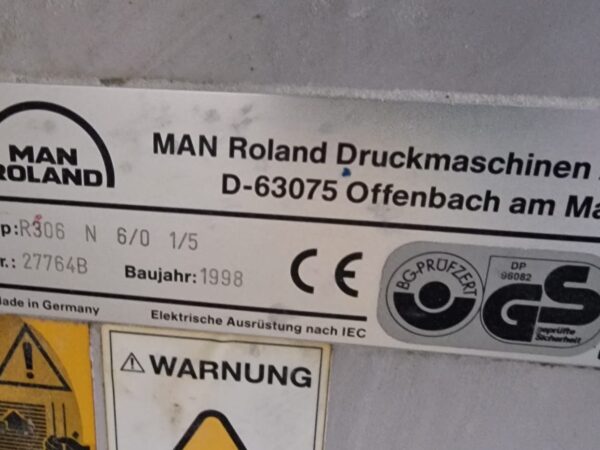 MAN
ROLAND
MAN Roland Druckmaschinen
D-63075 Offenbach am Ma
p:R306 N 6/0 1/5
r.: 27764B
Baujahr: 1998
CE
BG-PRÜFZERT
DP
96082
GS
geprüfte
Sicherheit
ade in Germany
Elektrische Ausrüstung nach IEC
⚠ WARNUNG